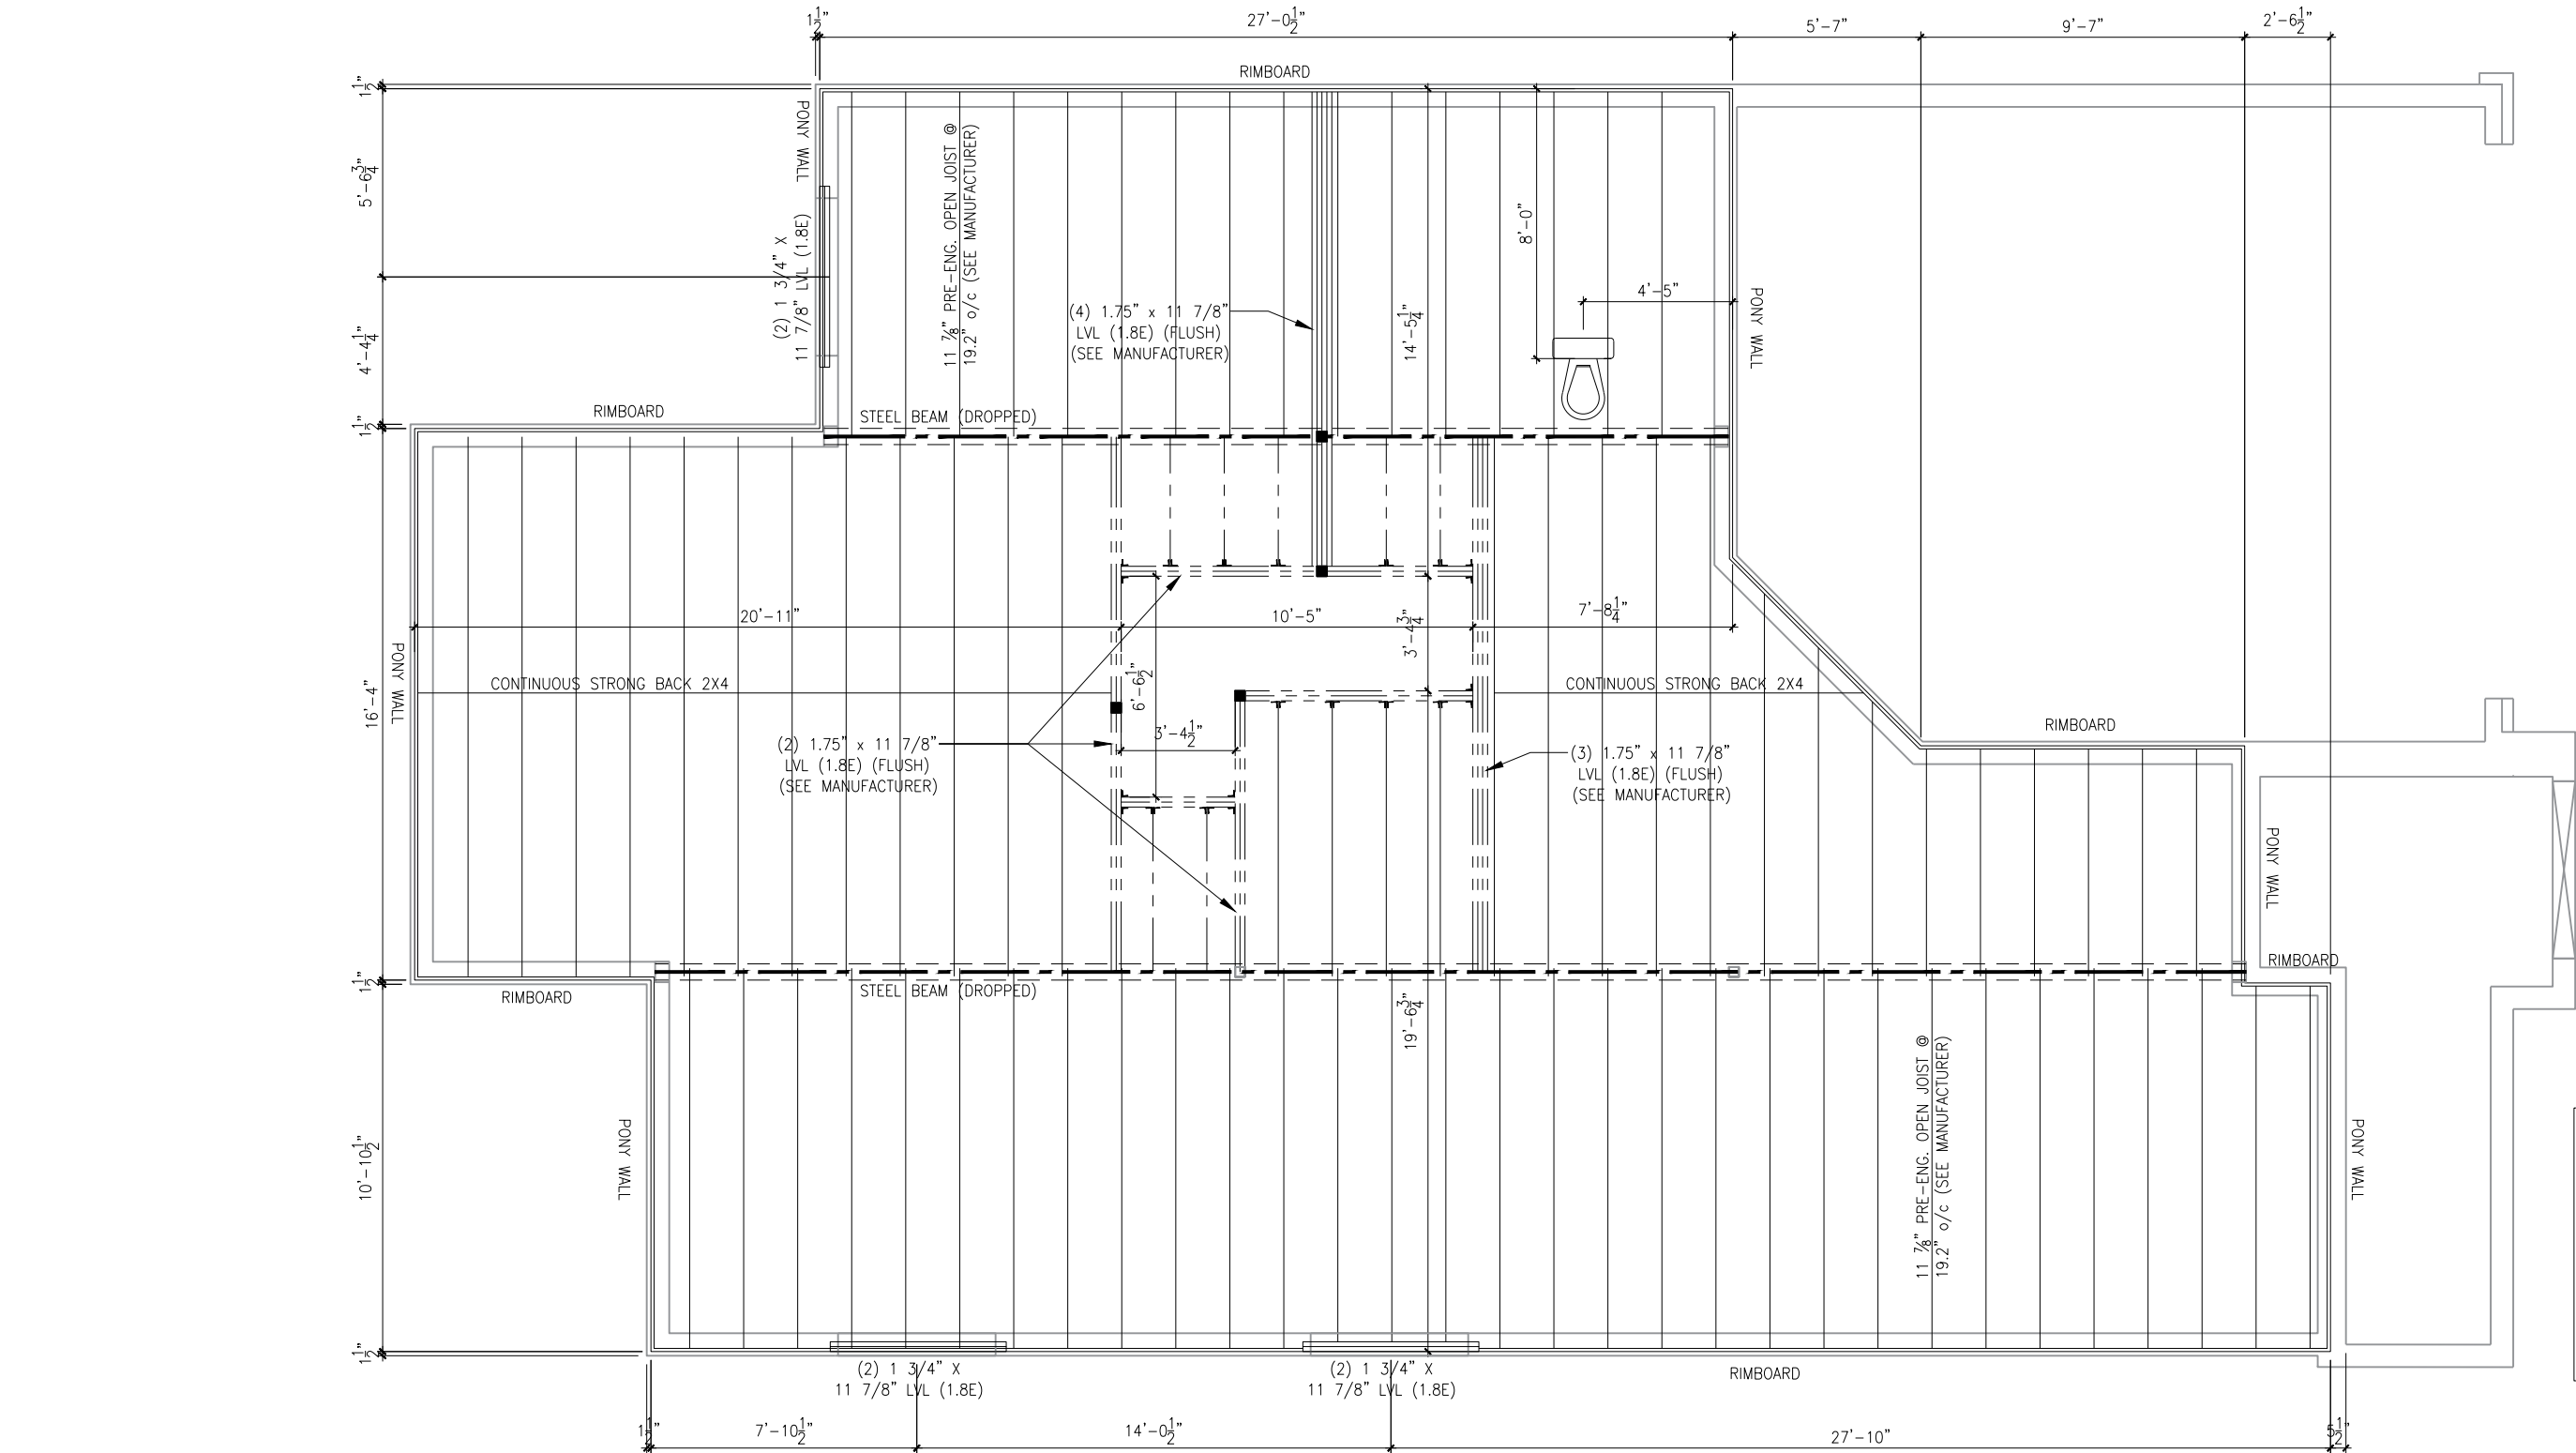 1 1/2"
27'-0 1/2"
5'-7"
9'-7"
2'-6 1/2"
RIMBOARD
1 1/2"
5'-6 3/4"
4'-4 1/4"
1 1/2"
16'-4"
1 1/2"
10'-10 1/2"
1 1/2"
PONY WALL
(2) 1 3/4" X
11 7/8" LVL (1.8E)
11 7/8" PRE-ENG. OPEN JOIST @
19.2" o/c (SEE MANUFACTURER)
(4) 1.75" x 11 7/8"
LVL (1.8E) (FLUSH)
(SEE MANUFACTURER)
14'-5 1/4"
8'-0"
4'-5"
PONY WALL
RIMBOARD
STEEL BEAM (DROPPED)
20'-11"
10'-5"
7'-8 1/4"
3'-4 3/4"
PONY WALL
CONTINUOUS STRONG BACK 2X4
6'-6 1/2"
3'-4 1/2"
CONTINUOUS STRONG BACK 2X4
RIMBOARD
(2) 1.75" x 11 7/8"
LVL (1.8E) (FLUSH)
(SEE MANUFACTURER)
(3) 1.75" x 11 7/8"
LVL (1.8E) (FLUSH)
(SEE MANUFACTURER)
PONY WALL
RIMBOARD
RIMBOARD
STEEL BEAM (DROPPED)
19'-6 3/4"
11 7/8" PRE-ENG. OPEN JOIST @
19.2" o/c (SEE MANUFACTURER)
PONY WALL
PONY WALL
(2) 1 3/4" X
11 7/8" LVL (1.8E)
(2) 1 3/4" X
11 7/8" LVL (1.8E)
RIMBOARD
1 1/2"
7'-10 1/2"
14'-0 1/2"
27'-10"
5 1/2"